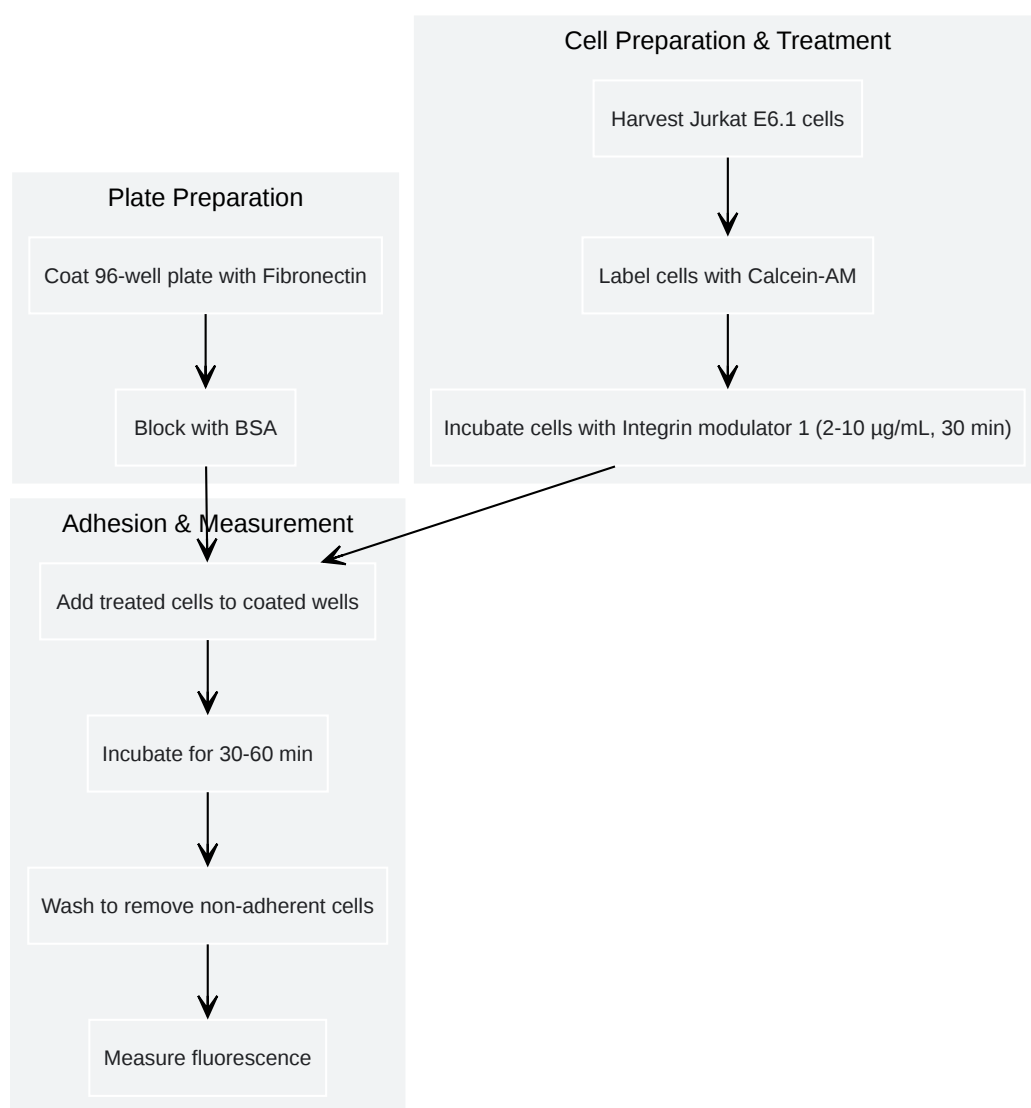 Cell Preparation & Treatment
Harvest Jurkat E6.1 cells
Label cells with Calcein-AM
Incubate cells with Integrin modulator 1 (2-10 µg/mL, 30 min)
Plate Preparation
Coat 96-well plate with Fibronectin
Block with BSA
Adhesion & Measurement
Add treated cells to coated wells
Incubate for 30-60 min
Wash to remove non-adherent cells
Measure fluorescence